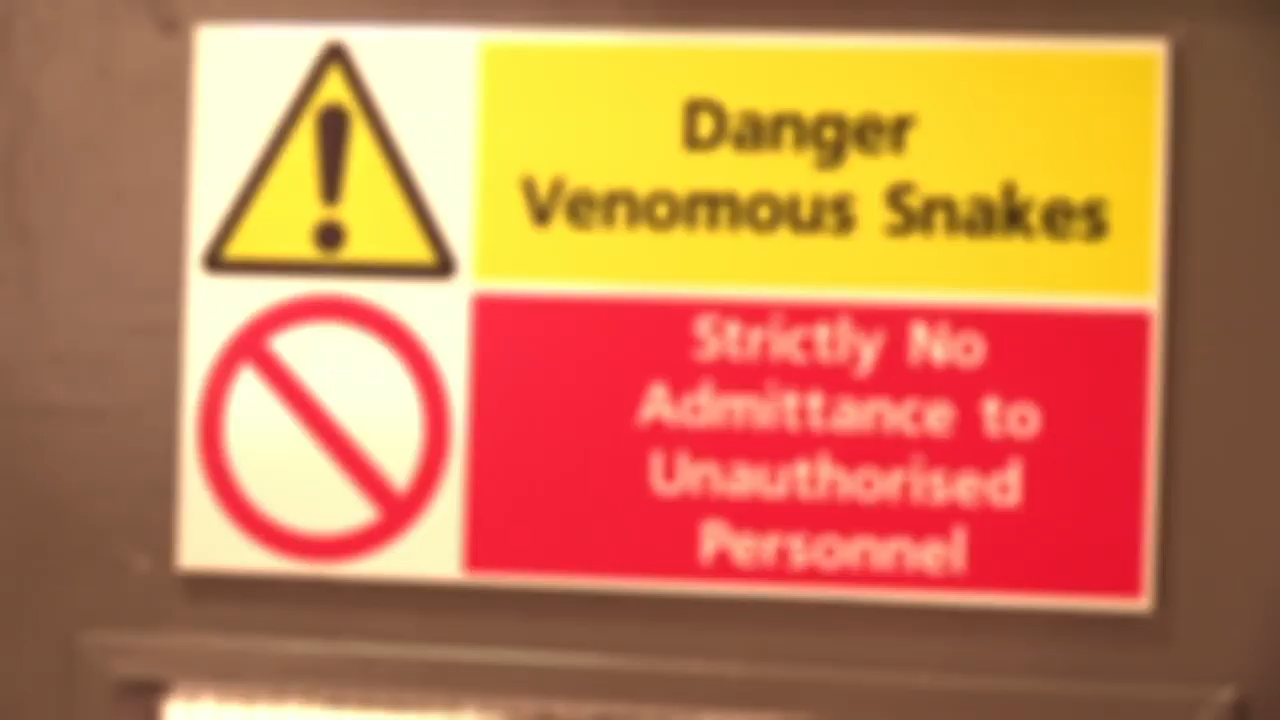 Danger
Venomous Snakes
Strictly No
Admittance to
Unauthorised
Personnel